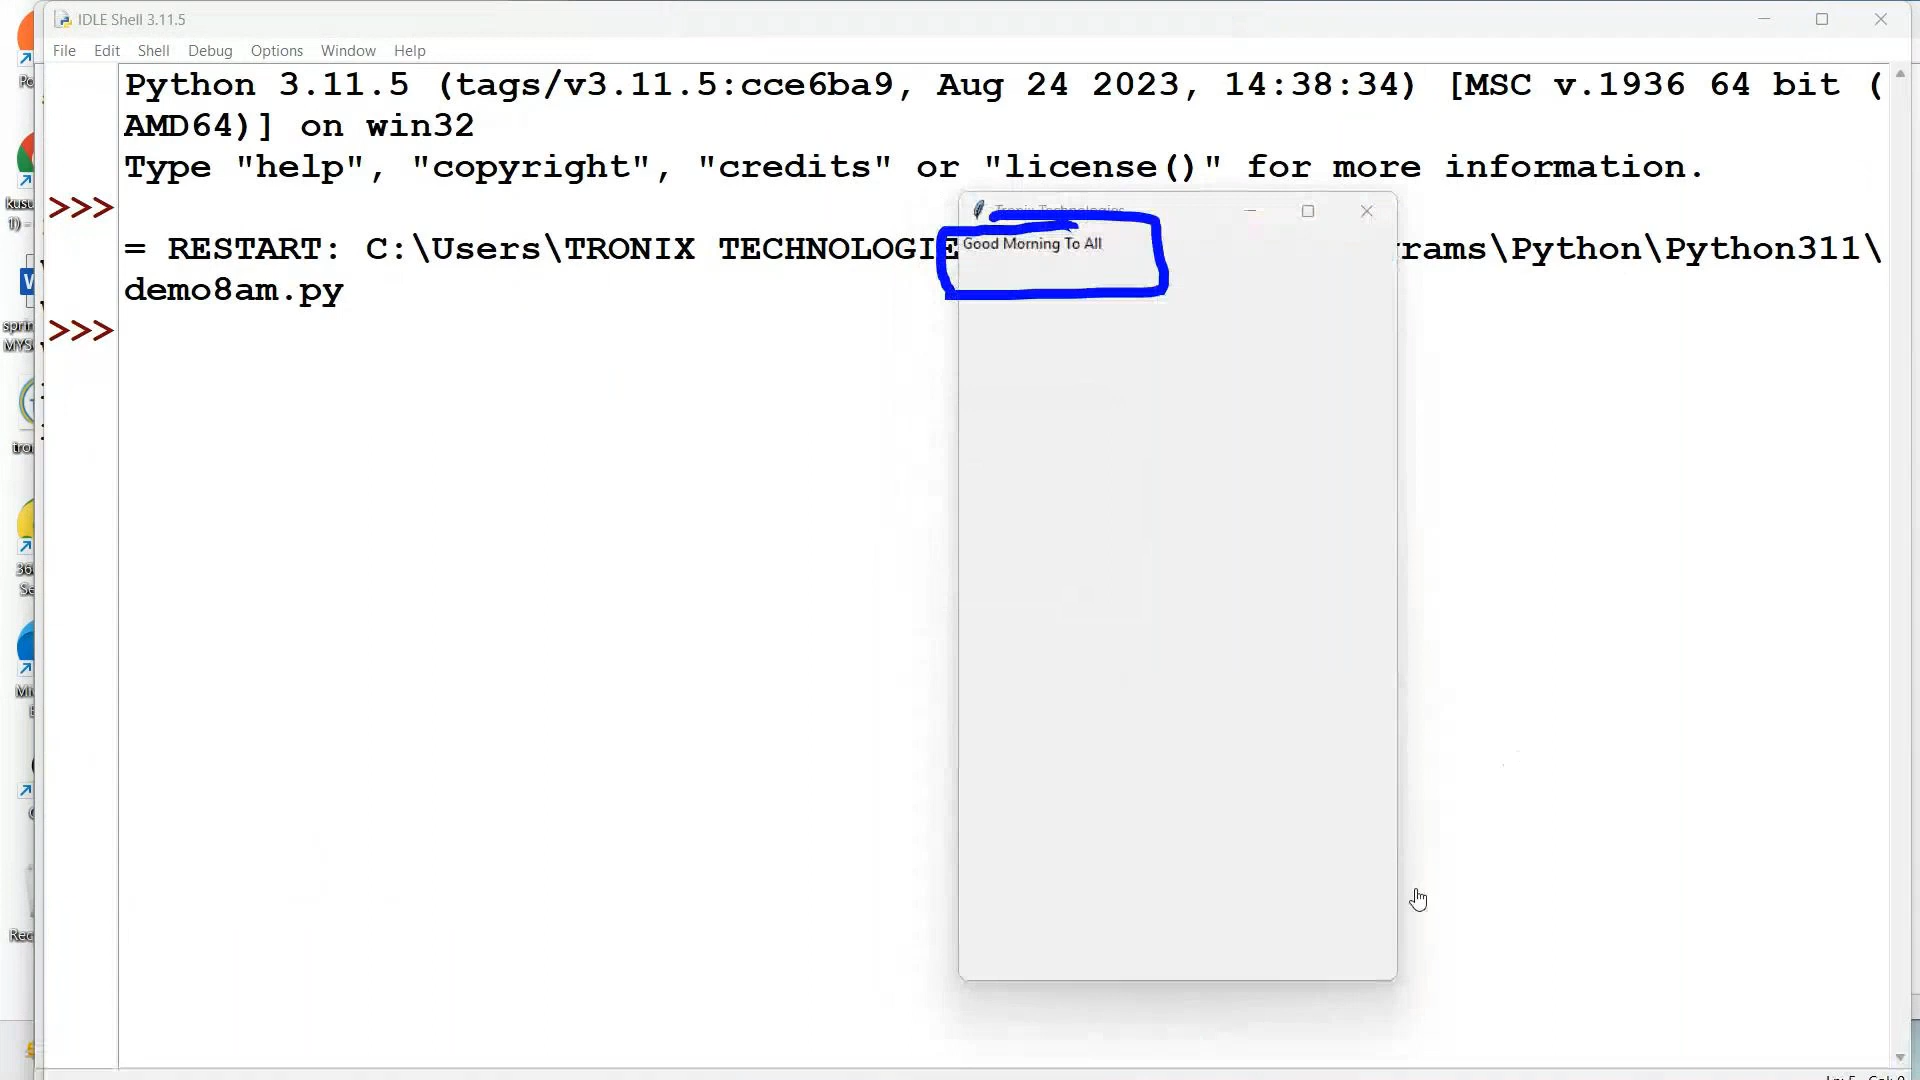 IDLE Shell 3.11.5
File Edit Shell Debug Options Window Help
Python 3.11.5 (tags/v3.11.5:cce6ba9, Aug 24 2023, 14:38:34) [MSC v.1936 64 bit (
AMD64)] on win32
Type "help", "copyright", "credits" or "license()" for more information.
>>>
= RESTART: C:\Users\TRONIX TECHNOLOGIE rams\Python\Python311\
demo8am.py
>>>
Tronix Technologies
Good Morning To All